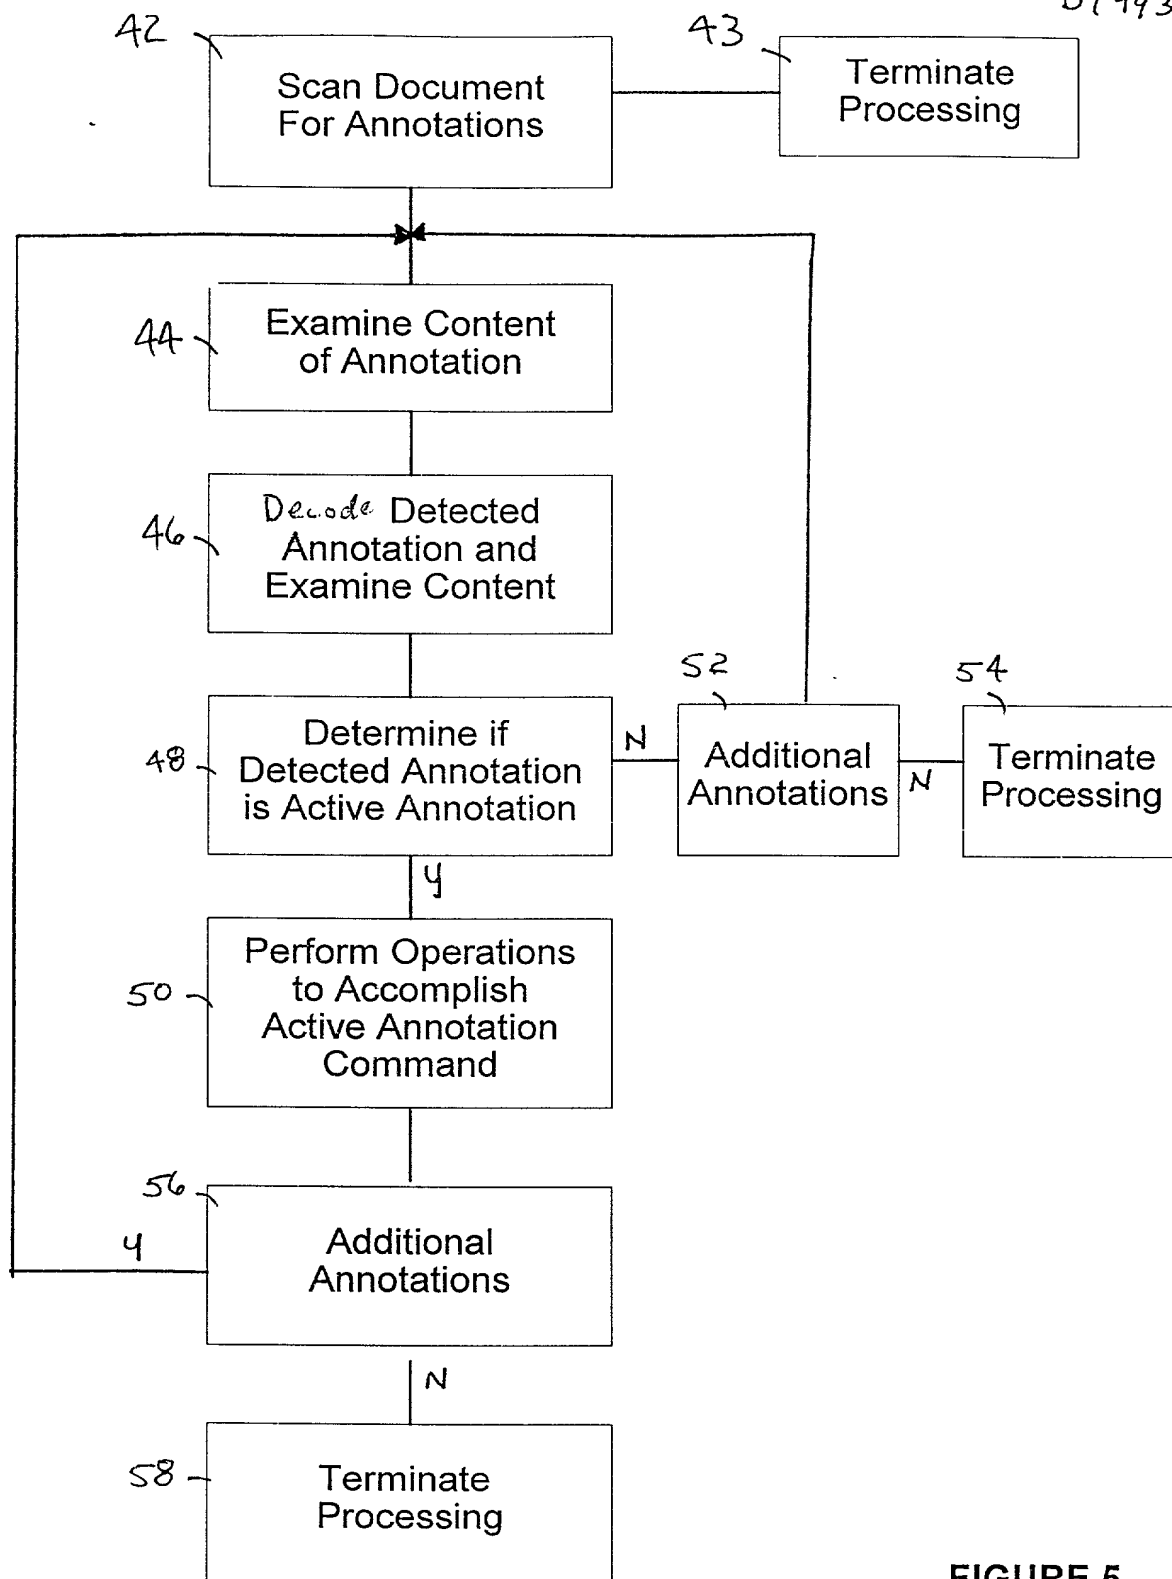 42
43
Scan Document
For Annotations
Terminate
Processing
44
Examine Content
of Annotation
46
Decode Detected
Annotation and
Examine Content
52
54
48
Determine if
Detected Annotation
is Active Annotation
N
Additional
Annotations
N
Terminate
Processing
Y
50
Perform Operations
to Accomplish
Active Annotation
Command
56
Additional
Annotations
Y
N
58
Terminate
Processing
FIGURE 5